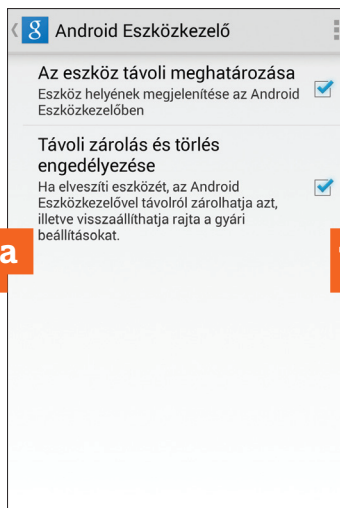 8 Android Eszközkezelő
Az eszköz távoli meghatározása
Eszköz helyének megjelenítése az Android
Eszközkezelőben
Távoli zárolás és törlés
engedélyezése
Ha elveszíti eszközét, az Android
Eszközkezelővel távolról zárolhatja azt,
illetve visszaállíthatja rajta a gyári
beállításokat.
a